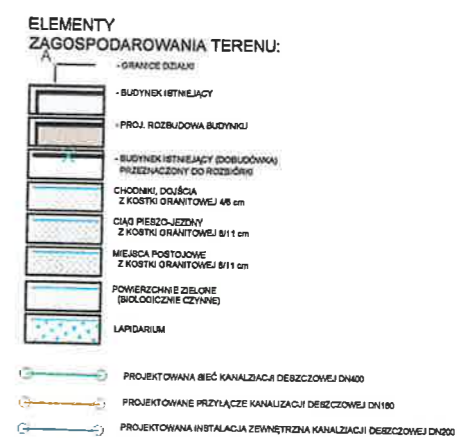 ELEMENTY
ZAGOSPODAROWANIA TERENU:
A
- GRANICE DZIAŁKI
- BUDYNEK ISTNIEJĄCY
- PROJ. ROZBUDOWA BUDYNKU
- BUDYNEK ISTNIEJĄCY (DOBUDÓWKA)
PRZEZNACZONY DO ROZBIÓRKI
CHODNIKI, DOJŚCIA
Z KOSTKI GRANITOWEJ 4/6 cm
CIĄG PIESZO-JEZDNY
Z KOSTKI GRANITOWEJ 8/11 cm
MIEJSCA POSTOJOWE
Z KOSTKI GRANITOWEJ 8/11 cm
POWIERZCHNIE ZIELONE
(BIOLOGICZNIE CZYNNE)
LAPIDARIUM
PROJEKTOWANA SIEĆ KANALZIACJI DESZCZOWEJ DN400
PROJEKTOWANE PRZYŁĄCZE KANALIZACJI DESZCZOWEJ DN160
PROJEKTOWANA INSTALACJA ZEWNĘTRZNA KANALZIACJI DESZCZOWEJ DN200